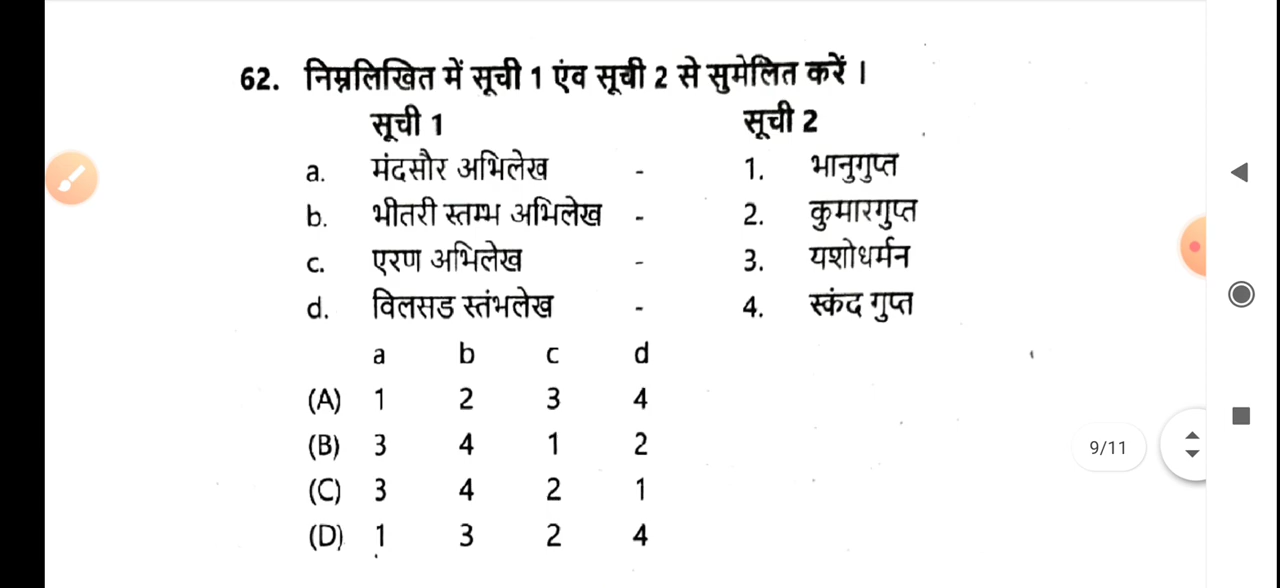 62. निम्नलिखित में सूची 1 एंव सूची 2 से सुमेलित करें ।
सूची 1 सूची 2
a. मंदसौर अभिलेख - 1. भानुगुप्त
b. भीतरी स्तम्भ अभिलेख - 2. कुमारगुप्त
c. एरण अभिलेख - 3. यशोधर्मन
d. विलसड स्तंभलेख - 4. स्कंद गुप्त
a b c d
(A) 1 2 3 4
(B) 3 4 1 2
(C) 3 4 2 1
(D) 1 3 2 4
9/11